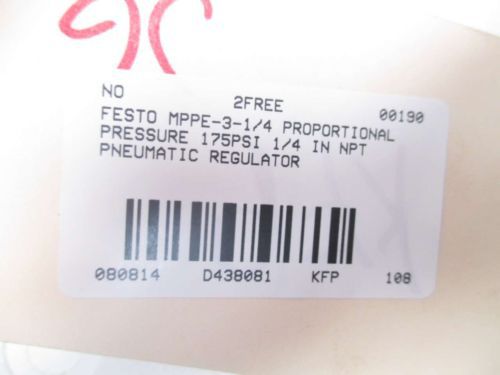 NO 2FREE 00190
FESTO MPPE-3-1/4 PROPORTIONAL
PRESSURE 175PSI 1/4 IN NPT
PNEUMATIC REGULATOR
080814 D438081 KFP 108